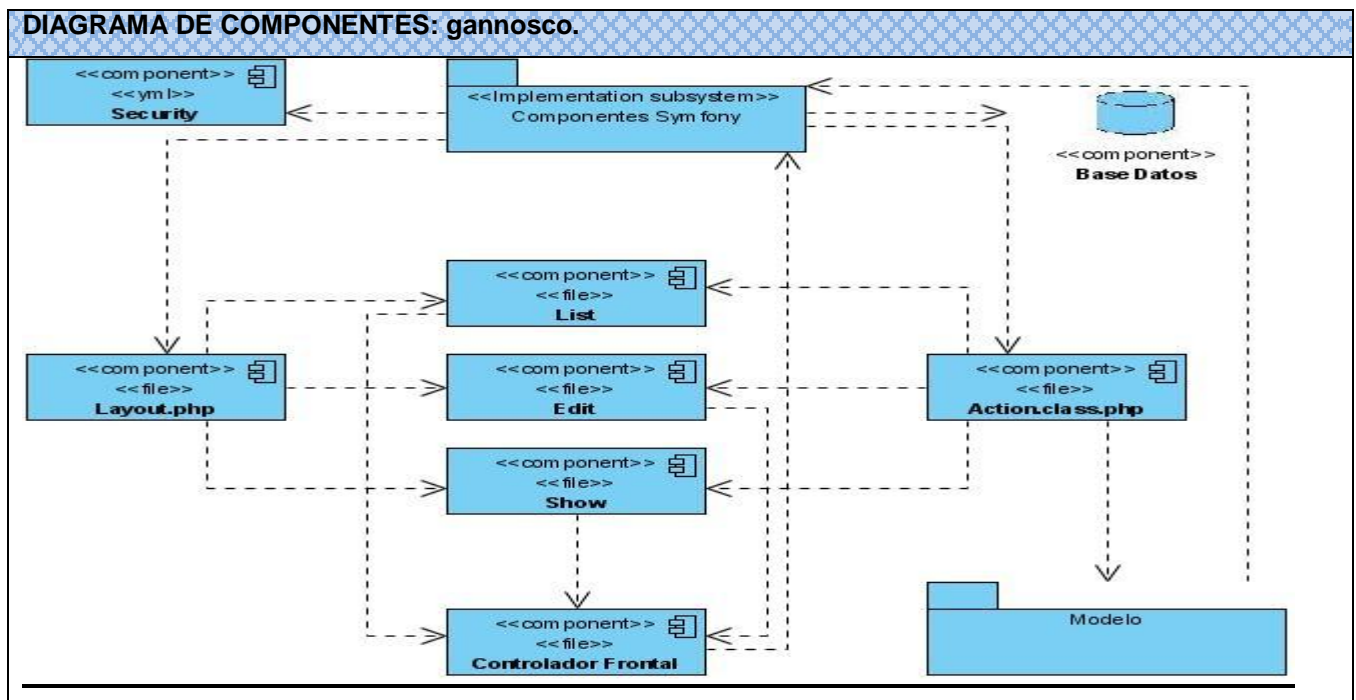 DIAGRAMA DE COMPONENTES: gannosco.
<<component>>
<<yml>>
Security
<<Implementation subsystem>>
Componentes Symfony
<<component>>
Base Datos
<<component>>
<<file>>
List
<<component>>
<<file>>
Layout.php
<<component>>
<<file>>
Edit
<<component>>
<<file>>
Action.class.php
<<component>>
<<file>>
Show
<<component>>
<<file>>
Controlador Frontal
Modelo